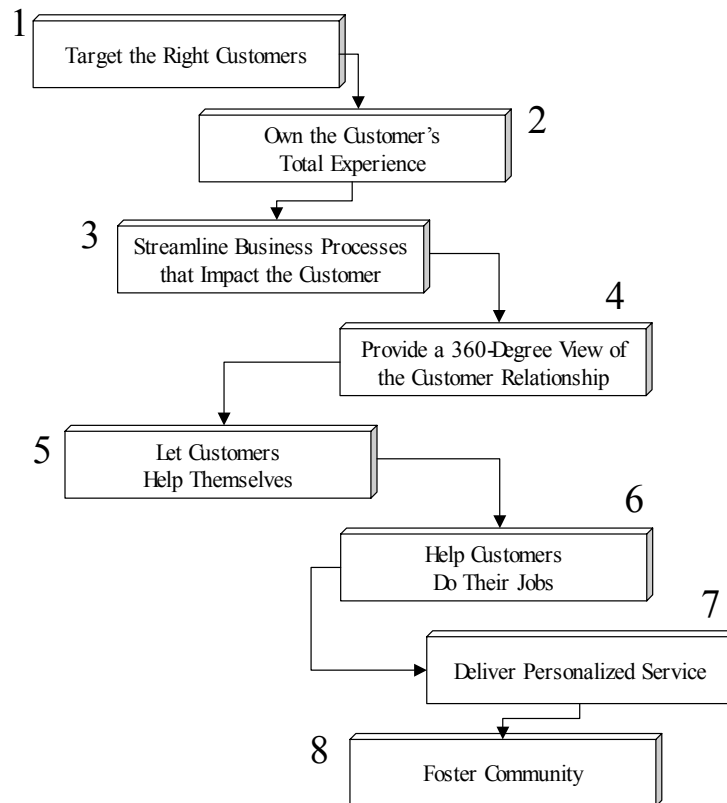 1
Target the Right Customers
2
Own the Customer's
Total Experience
3
Streamline Business Processes
that Impact the Customer
4
Provide a 360-Degree View of
the Customer Relationship
5
Let Customers
Help Themselves
6
Help Customers
Do Their Jobs
7
Deliver Personalized Service
8
Foster Community